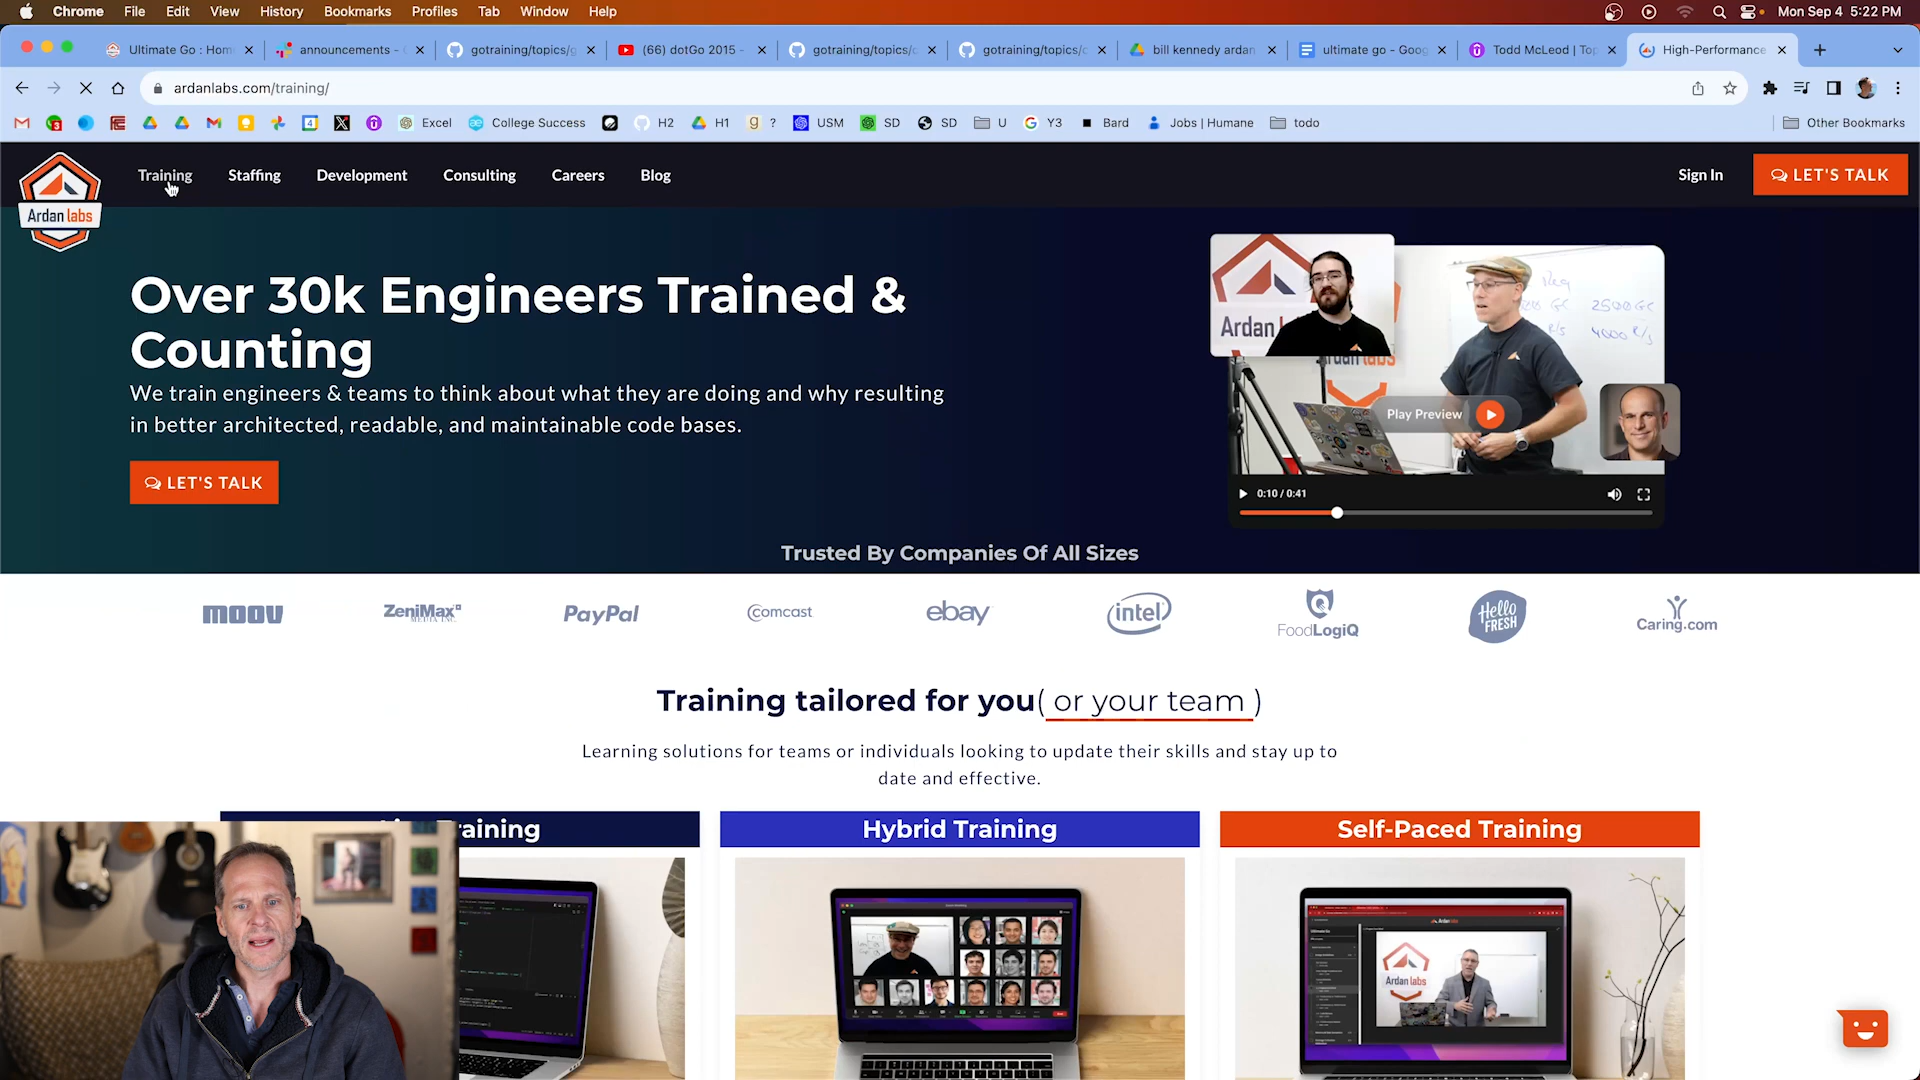 Chrome File Edit View History Bookmarks Profiles Tab Window Help Mon Sep 4 5:22 PM
Ultimate Go : Hom announcements - gotraining/topics/g (66) dotGo 2015 - gotraining/topics/c gotraining/topics/c bill kennedy ardan ultimate go - Goog Todd McLeod | Top High-Performance
ardanlabs.com/training/
Excel College Success H2 H1 ? USM SD SD U Y3 Bard Jobs | Humane todo Other Bookmarks
Training Staffing Development Consulting Careers Blog Sign In LET'S TALK
Ardan labs
Over 30k Engineers Trained &
Counting
We train engineers & teams to think about what they are doing and why resulting
in better architected, readable, and maintainable code bases.
LET'S TALK
Ardan
2500
4000
Play Preview
0:10 / 0:41
Trusted By Companies Of All Sizes
moov ZeniMax PayPal Comcast ebay intel FoodLogiQ Hello FRESH Caring.com
MEDIA INC.
Training tailored for you( or your team )
Learning solutions for teams or individuals looking to update their skills and stay up to
date and effective.
Training Hybrid Training Self-Paced Training
Ardan labs